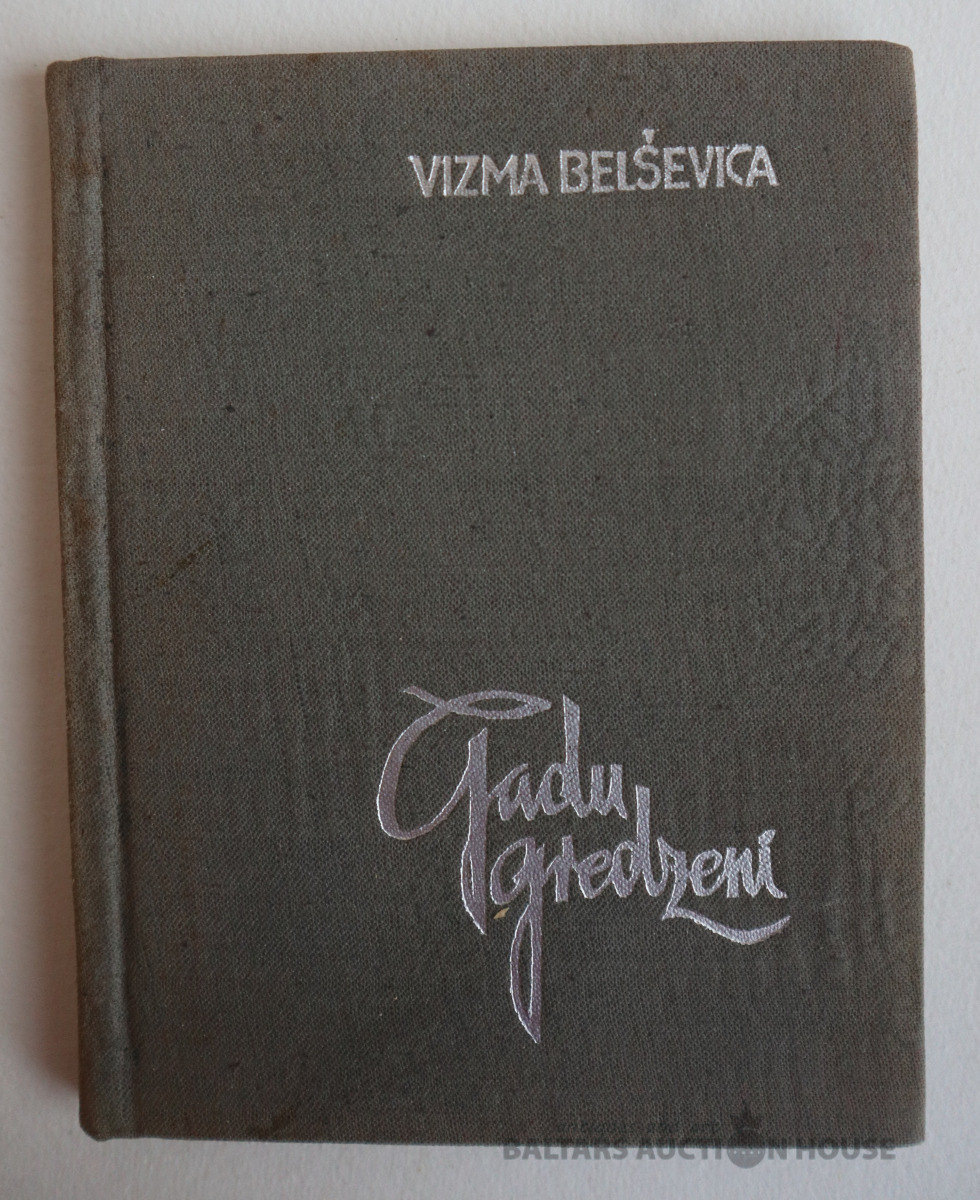 VIZMA BELŠEVICA
Gadu
gredzeni
BALTARS AUCTION HOUSE